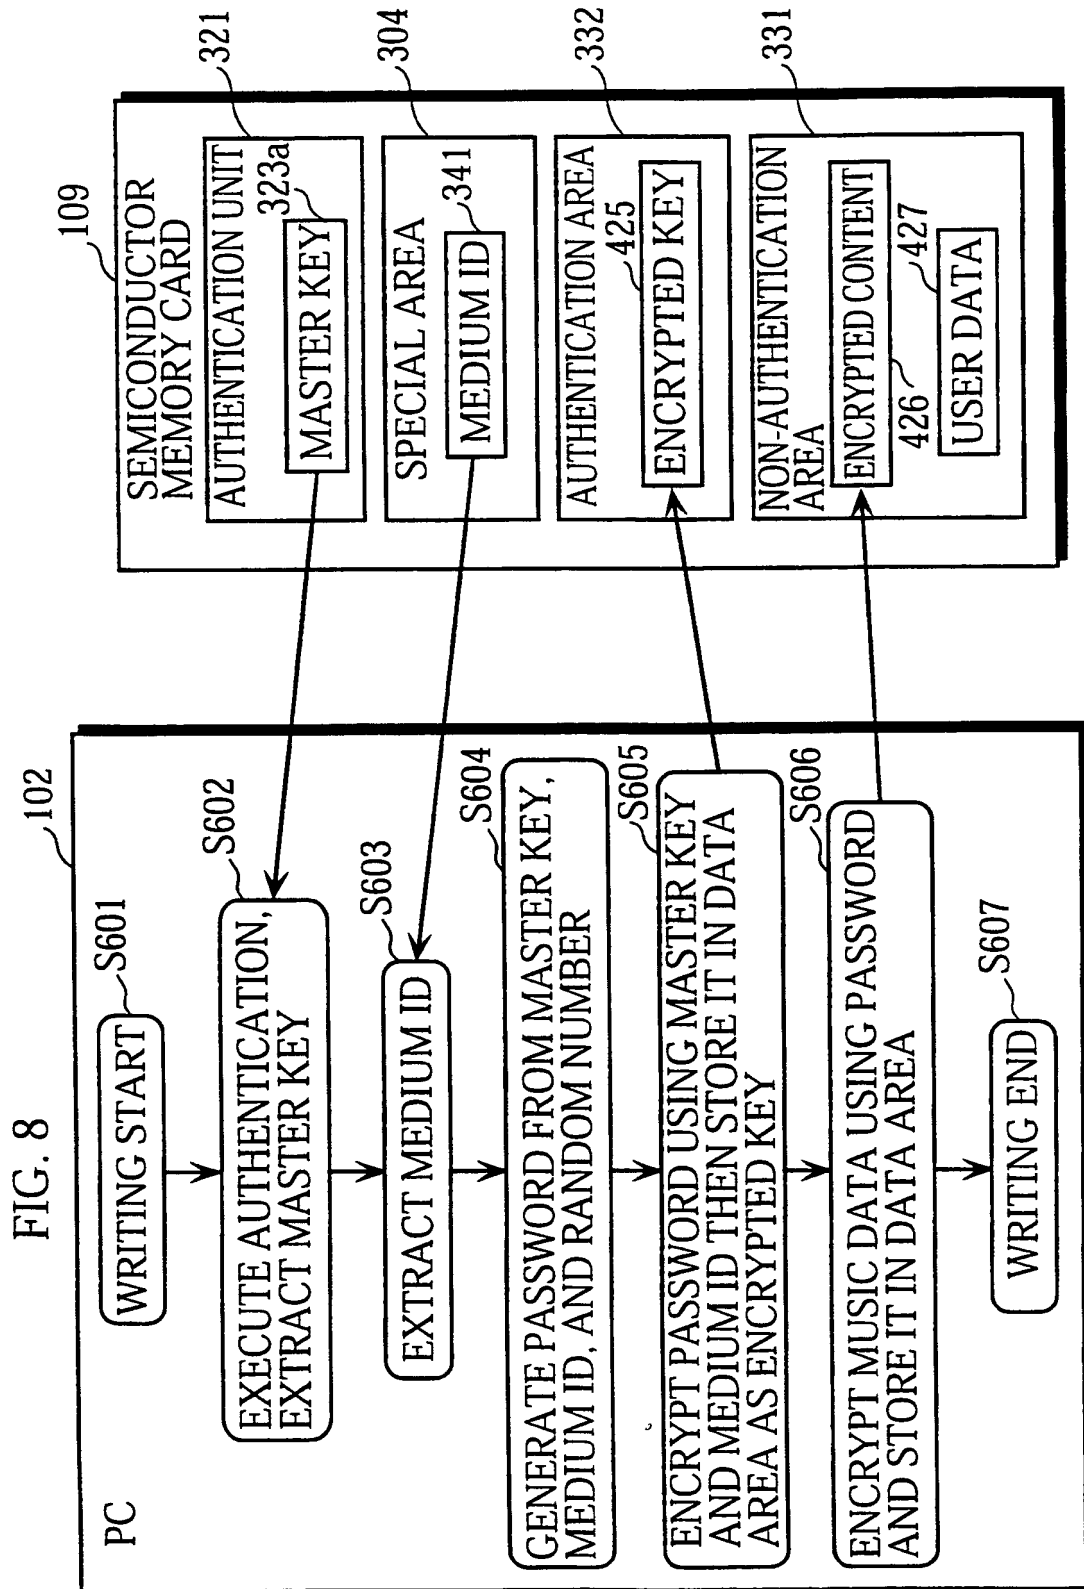 FIG. 8
PC
102
WRITING START
S601
EXECUTE AUTHENTICATION,
EXTRACT MASTER KEY
S602
EXTRACT MEDIUM ID
S603
GENERATE PASSWORD FROM MASTER KEY,
MEDIUM ID, AND RANDOM NUMBER
S604
ENCRYPT PASSWORD USING MASTER KEY
AND MEDIUM ID THEN STORE IT IN DATA
AREA AS ENCRYPTED KEY
S605
ENCRYPT MUSIC DATA USING PASSWORD
AND STORE IT IN DATA AREA
S606
WRITING END
S607
109
SEMICONDUCTOR
MEMORY CARD
AUTHENTICATION UNIT
321
323a
MASTER KEY
SPECIAL AREA
304
341
MEDIUM ID
AUTHENTICATION AREA
332
425
ENCRYPTED KEY
NON-AUTHENTICATION
AREA
331
ENCRYPTED CONTENT
426
427
USER DATA